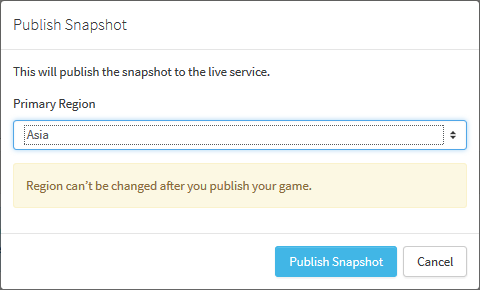 Publish Snapshot
This will publish the snapshot to the live service.
Primary Region
Asia
Region can't be changed after you publish your game.
Publish Snapshot Cancel